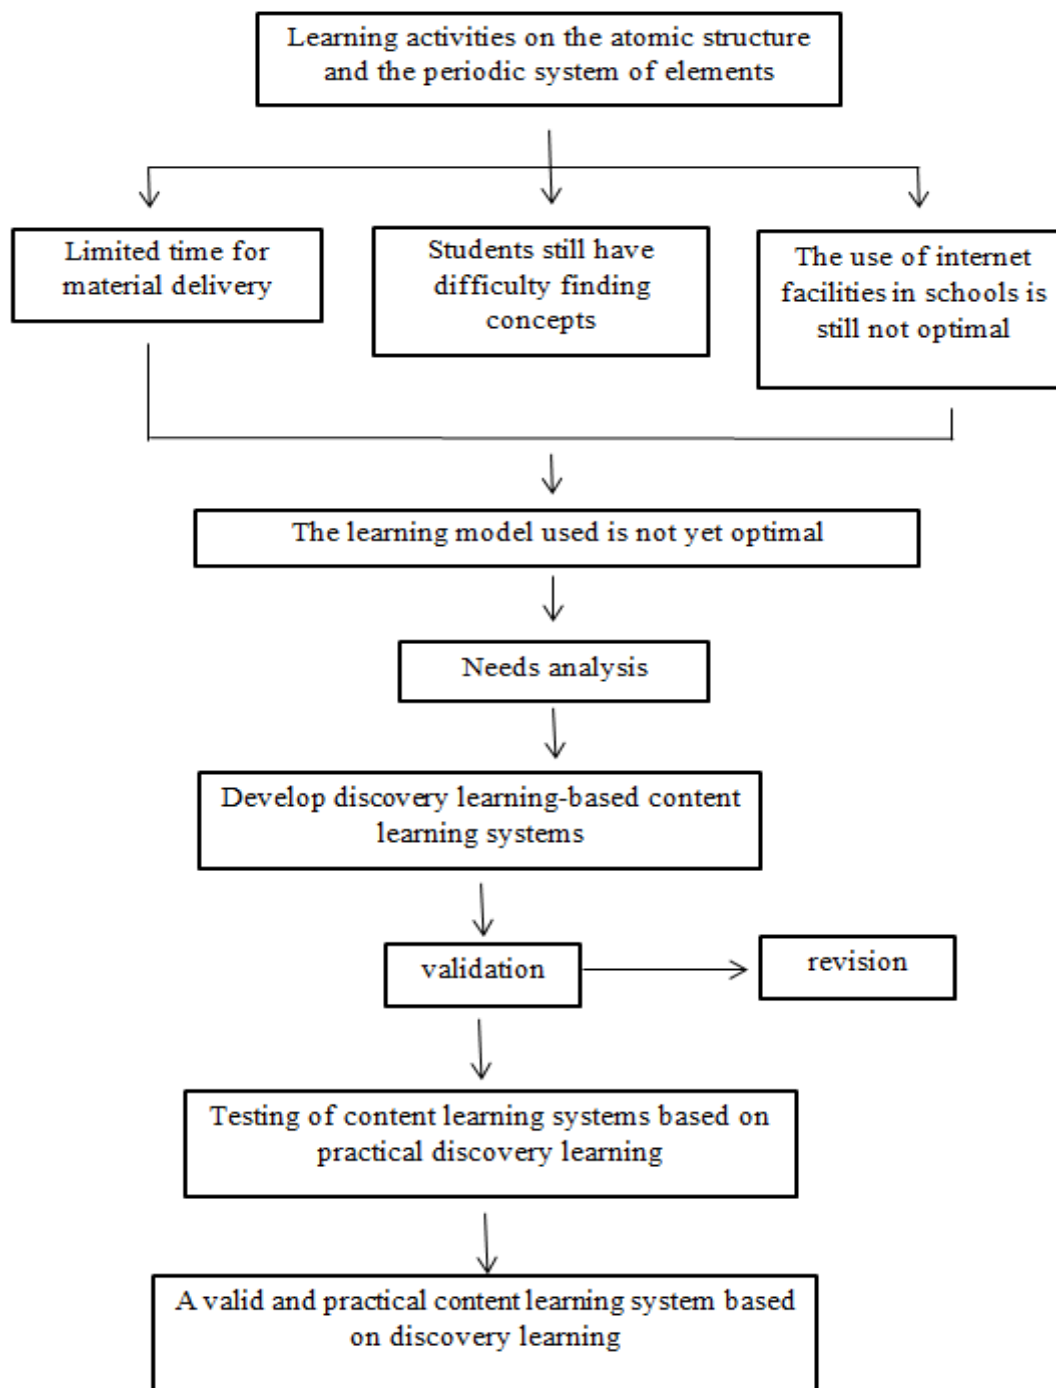 Learning activities on the atomic structure
and the periodic system of elements
Limited time for
material delivery
Students still have
difficulty finding
concepts
The use of internet
facilities in schools is
still not optimal
The learning model used is not yet optimal
Needs analysis
Develop discovery learning-based content
learning systems
validation
revision
Testing of content learning systems based on
practical discovery learning
A valid and practical content learning system based
on discovery learning